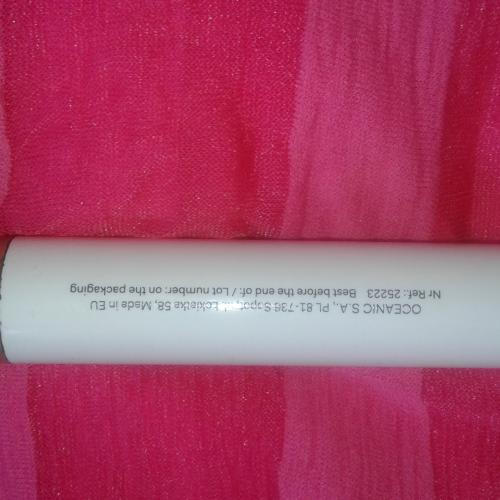 OCEANIC S.A., PL 81-736 Sopot, Łokietka 58, Made in EU
Nr Ref.: 25223 Best before the end of: / Lot number: on the packaging